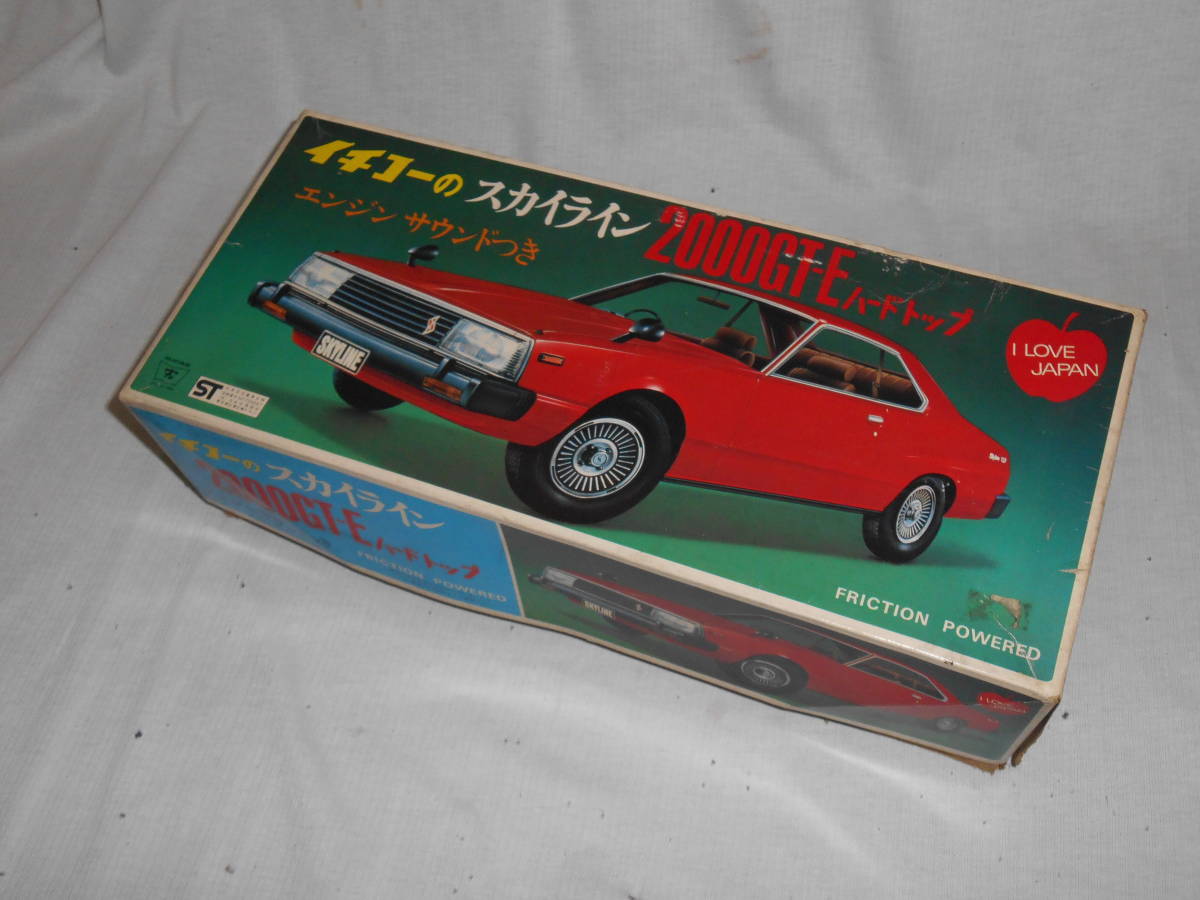 イチコーの スカイライン 2000GT-E ハードトップ
エンジン サウンドつき
I LOVE
JAPAN
SKYLINE
ST
FRICTION POWERED
イチコーの スカイライン
2000GT-E ハードトップ
FRICTION POWERED
SKYLINE
I LOVE